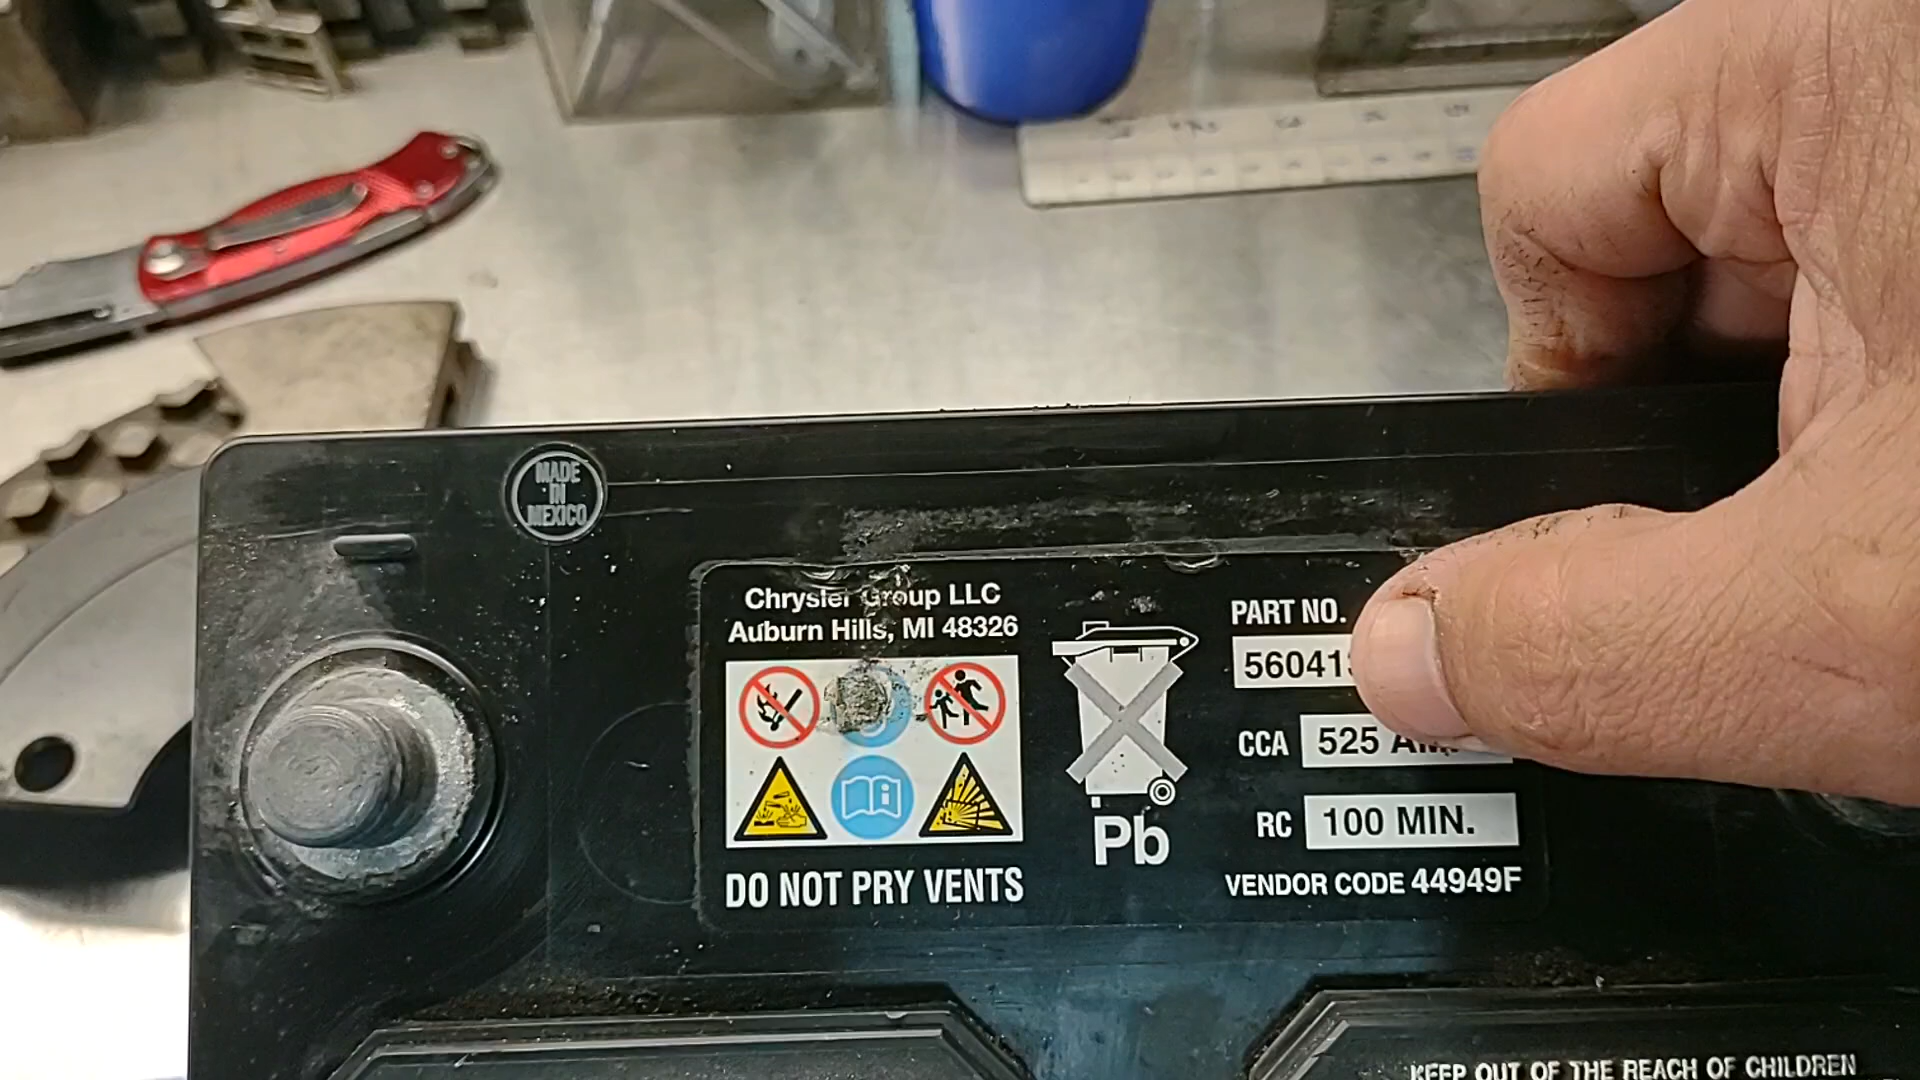 MADE
IN
MEXICO
Chrysler Group LLC
Auburn Hills, MI 48326
DO NOT PRY VENTS
Pb
PART NO.
56041
CCA 525
RC 100 MIN.
VENDOR CODE 44949F
KEEP OUT OF THE REACH OF CHILDREN